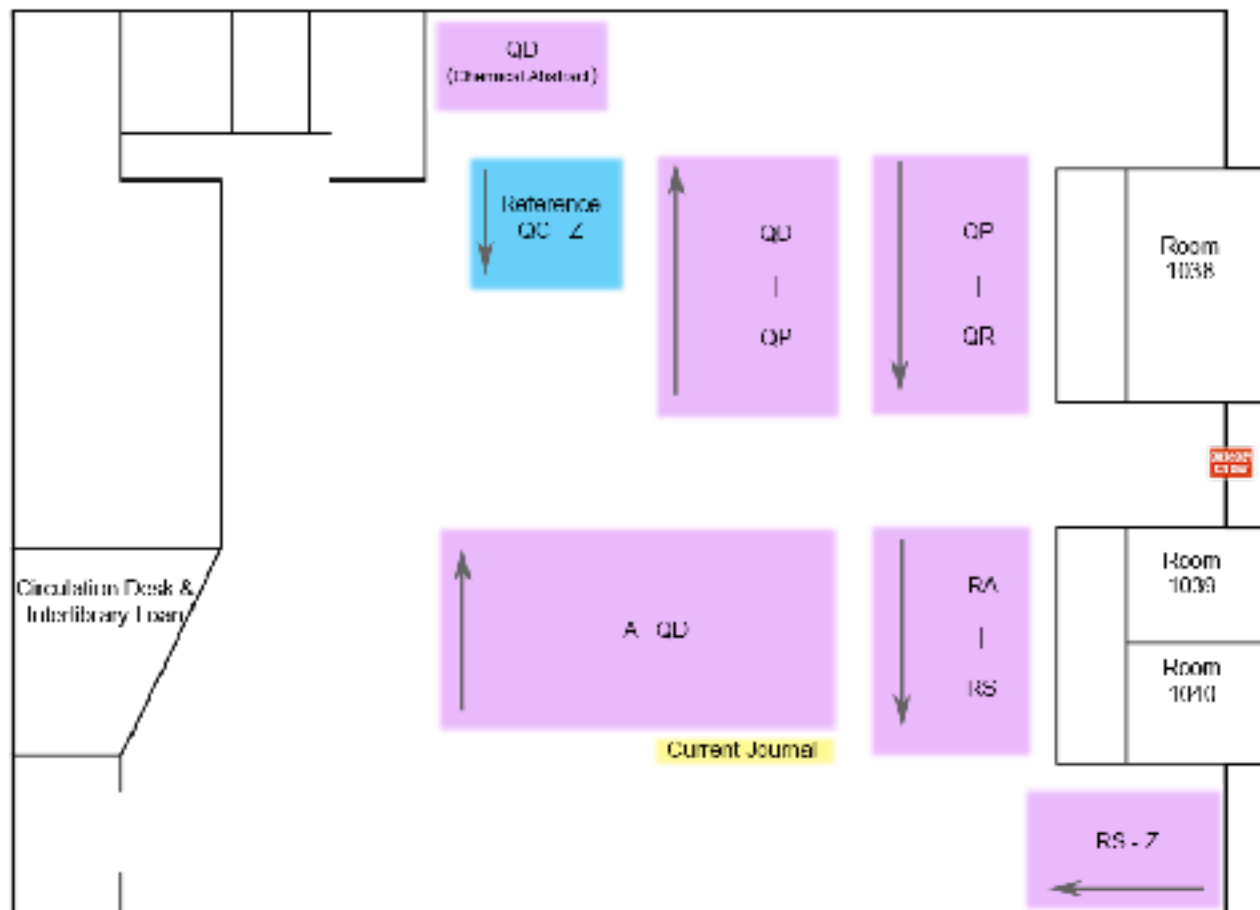 QD
(Chemical Abstract)
Reference
QC - Z
QD
|
QP
QP
|
QR
Room
1038
Circulation Desk &
Interlibrary Loan
A QD
RA
|
RS
Room
1039
Room
1040
Current Journal
RS - Z